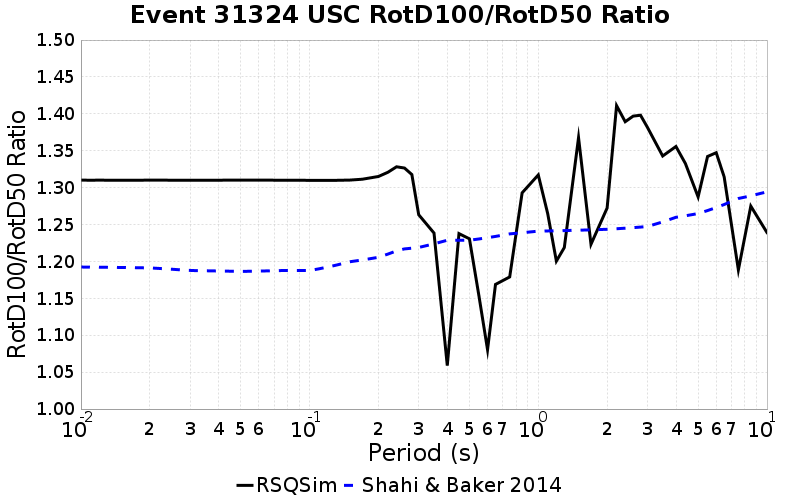 Event 31324 USC RotD100/RotD50 Ratio
RotD100/RotD50 Ratio
1.50
1.45
1.40
1.35
1.30
1.25
1.20
1.15
1.10
1.05
1.00
10-2 2 3 4 5 6 10-1 2 3 4 5 6 7 100 2 3 4 5 6 7 101
Period (s)
RSQSim Shahi & Baker 2014